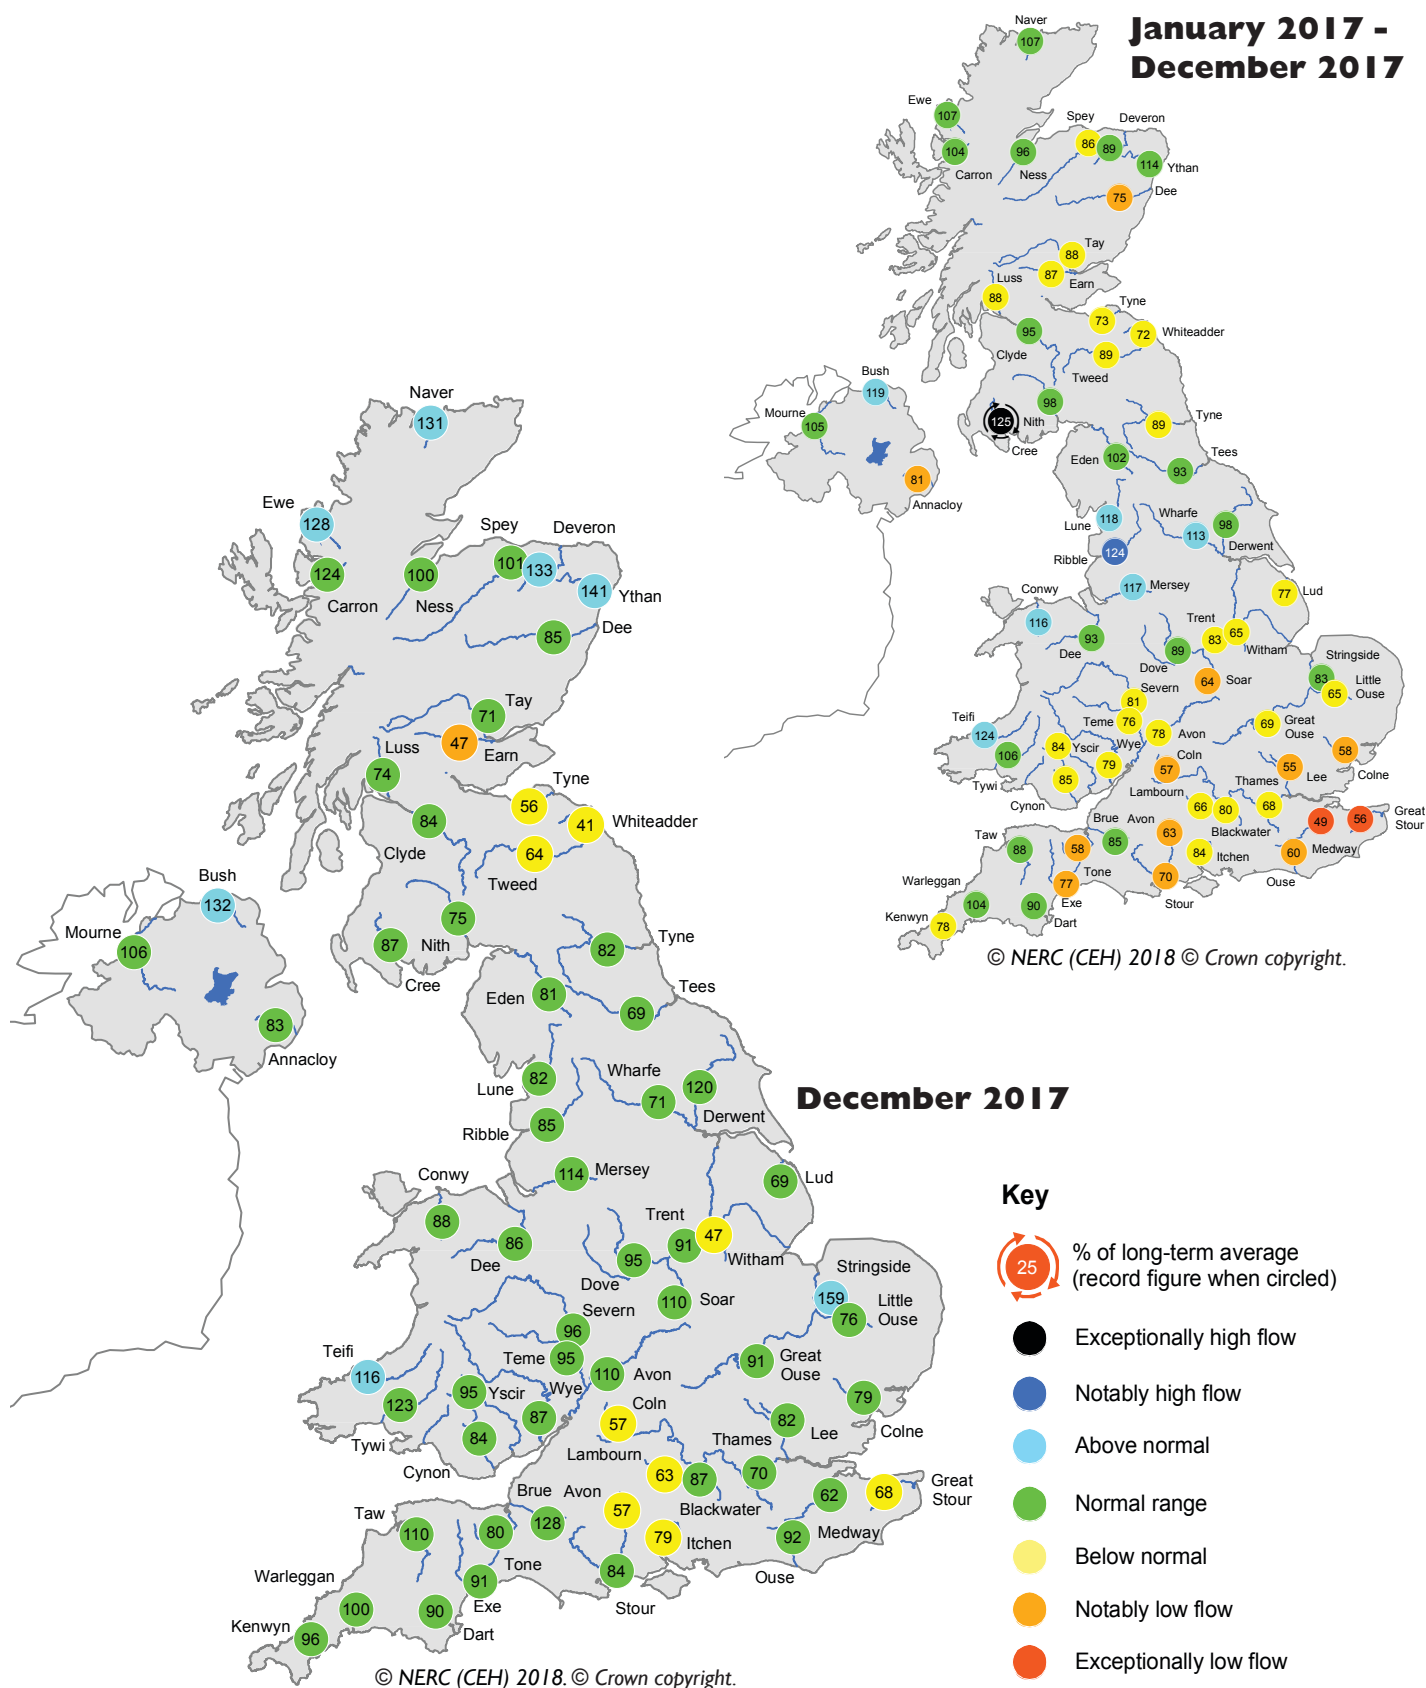 January 2017 -
December 2017
Naver
107
Ewe
107
104
Carron
96
Ness
Spey
86
Deveron
89
114
Ythan
75
Dee
Tay
88
87
Earn
Luss
88
Tyne
73
72
Whiteadder
95
Clyde
89
Tweed
Bush
119
Mourne
105
81
Annacloy
98
Nith
125
Cree
Tyne
89
Eden
102
Tees
93
Lune
118
Wharfe
113
98
Derwent
Ribble
124
117
Mersey
77
Lud
Conwy
116
93
Dee
Trent
83
65
Witham
89
Dove
64
Soar
Stringside
83
Little
Ouse
65
Severn
81
Teme
76
69
Great
Ouse
Teifi
124
106
Tywi
84
Yscir
Wye
79
78
Avon
85
Cynon
Coln
57
58
Colne
55
Lee
Thames
68
Lambourn
66
80
Blackwater
49
Medway
56
Great
Stour
Taw
88
Brue
85
Avon
63
58
Tone
84
Itchen
60
Ouse
77
Exe
70
Stour
Warleggan
104
90
Dart
Kenwyn
78
© NERC (CEH) 2018 © Crown copyright.
Naver
131
Ewe
128
124
Carron
100
Ness
Spey
101
Deveron
133
141
Ythan
85
Dee
Tay
71
47
Earn
Luss
74
Tyne
56
41
Whiteadder
84
Clyde
64
Tweed
Bush
132
Mourne
106
83
Annacloy
75
Nith
87
Cree
82
Tyne
Eden
81
69
Tees
Lune
82
Wharfe
71
120
Derwent
Ribble
85
December 2017
114
Mersey
69
Lud
Conwy
88
86
Dee
Trent
91
47
Witham
95
Dove
110
Soar
Stringside
159
76
Little
Ouse
Severn
96
Teme
95
91
Great
Ouse
Teifi
116
123
Tywi
95
Yscir
Wye
87
110
Avon
84
Cynon
Coln
57
79
Colne
82
Lee
Thames
70
Lambourn
63
87
Blackwater
62
Medway
68
Great
Stour
Taw
110
Brue
128
Avon
57
80
Tone
79
Itchen
92
Ouse
91
Exe
84
Stour
Warleggan
100
90
Dart
Kenwyn
96
© NERC (CEH) 2018. © Crown copyright.
Key
25
% of long-term average
(record figure when circled)
Exceptionally high flow
Notably high flow
Above normal
Normal range
Below normal
Notably low flow
Exceptionally low flow